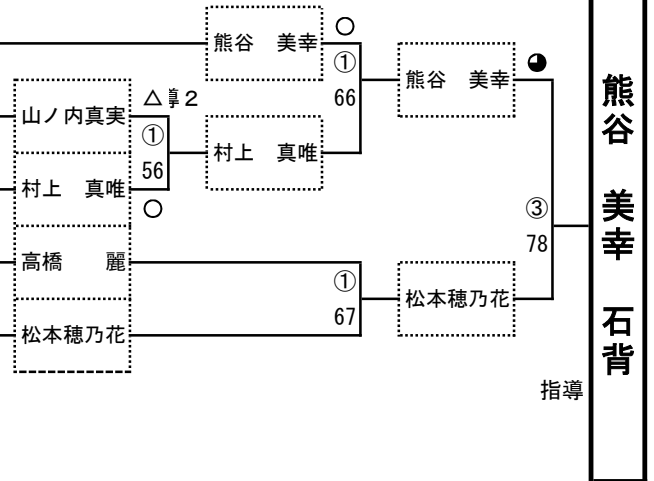 熊谷 美幸 ○
①
66
熊谷 美幸
山ノ内真実 △ 2
①
56
村上 真唯
村上 真唯 ○
③
78
高橋 麗
①
67
松本穂乃花
松本穂乃花
指導
熊谷 美幸 石背